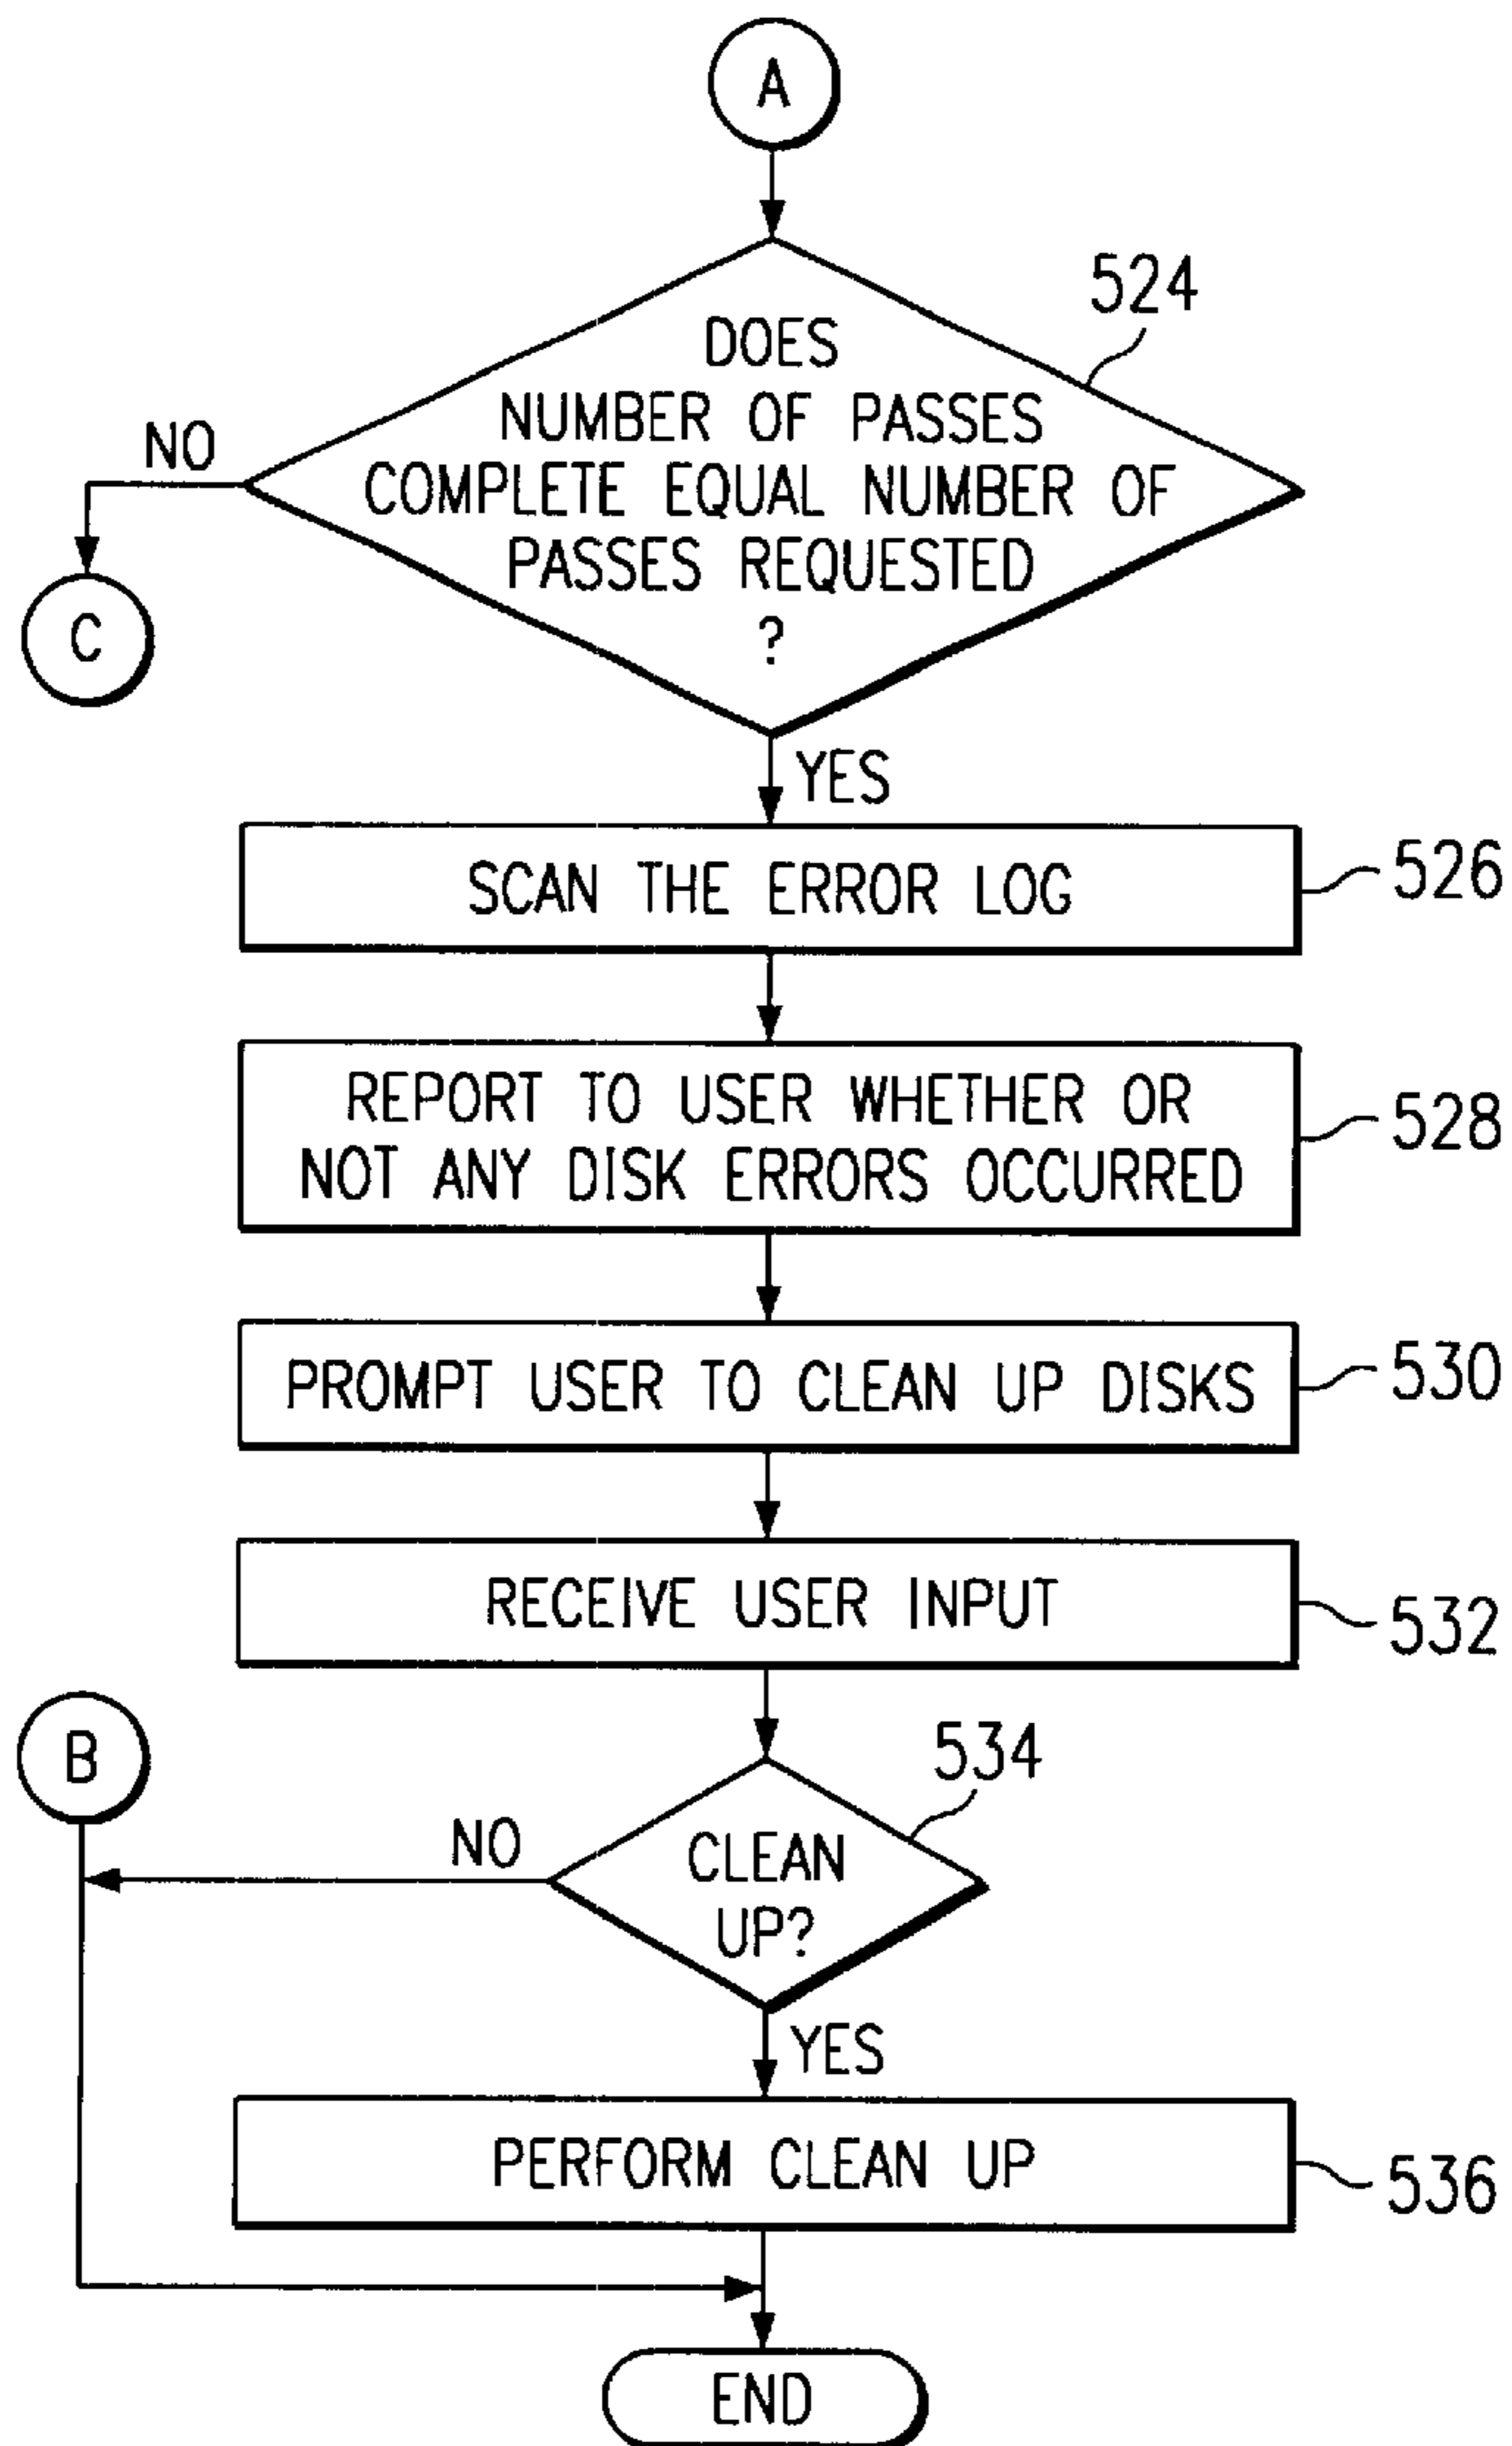 A
524
DOES
NUMBER OF PASSES
COMPLETE EQUAL NUMBER OF
PASSES REQUESTED
?
NO
C
YES
SCAN THE ERROR LOG
526
REPORT TO USER WHETHER OR
NOT ANY DISK ERRORS OCCURRED
528
PROMPT USER TO CLEAN UP DISKS
530
RECEIVE USER INPUT
532
B
534
NO
CLEAN
UP?
YES
PERFORM CLEAN UP
536
END